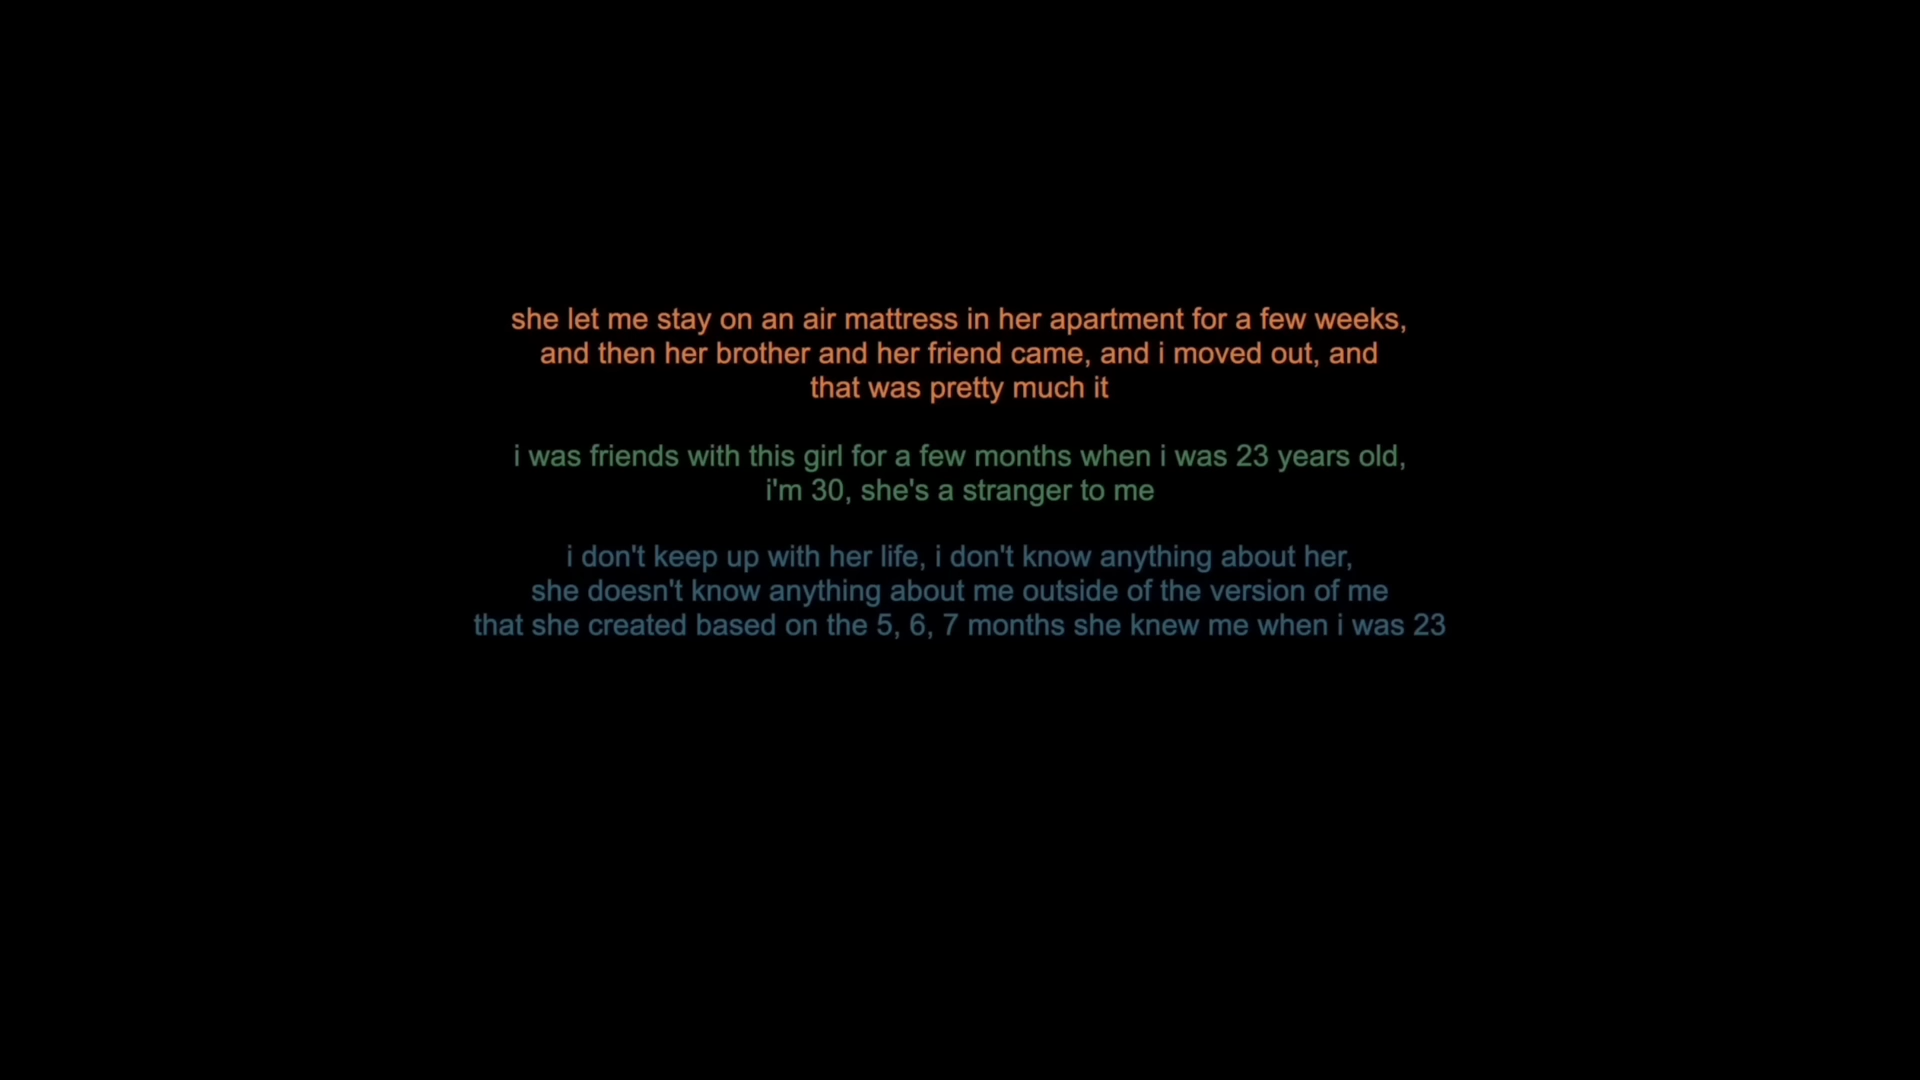 she let me stay on an air mattress in her apartment for a few weeks,
and then her brother and her friend came, and i moved out, and
that was pretty much it
i was friends with this girl for a few months when i was 23 years old,
i'm 30, she's a stranger to me
i don't keep up with her life, i don't know anything about her,
she doesn't know anything about me outside of the version of me
that she created based on the 5, 6, 7 months she knew me when i was 23